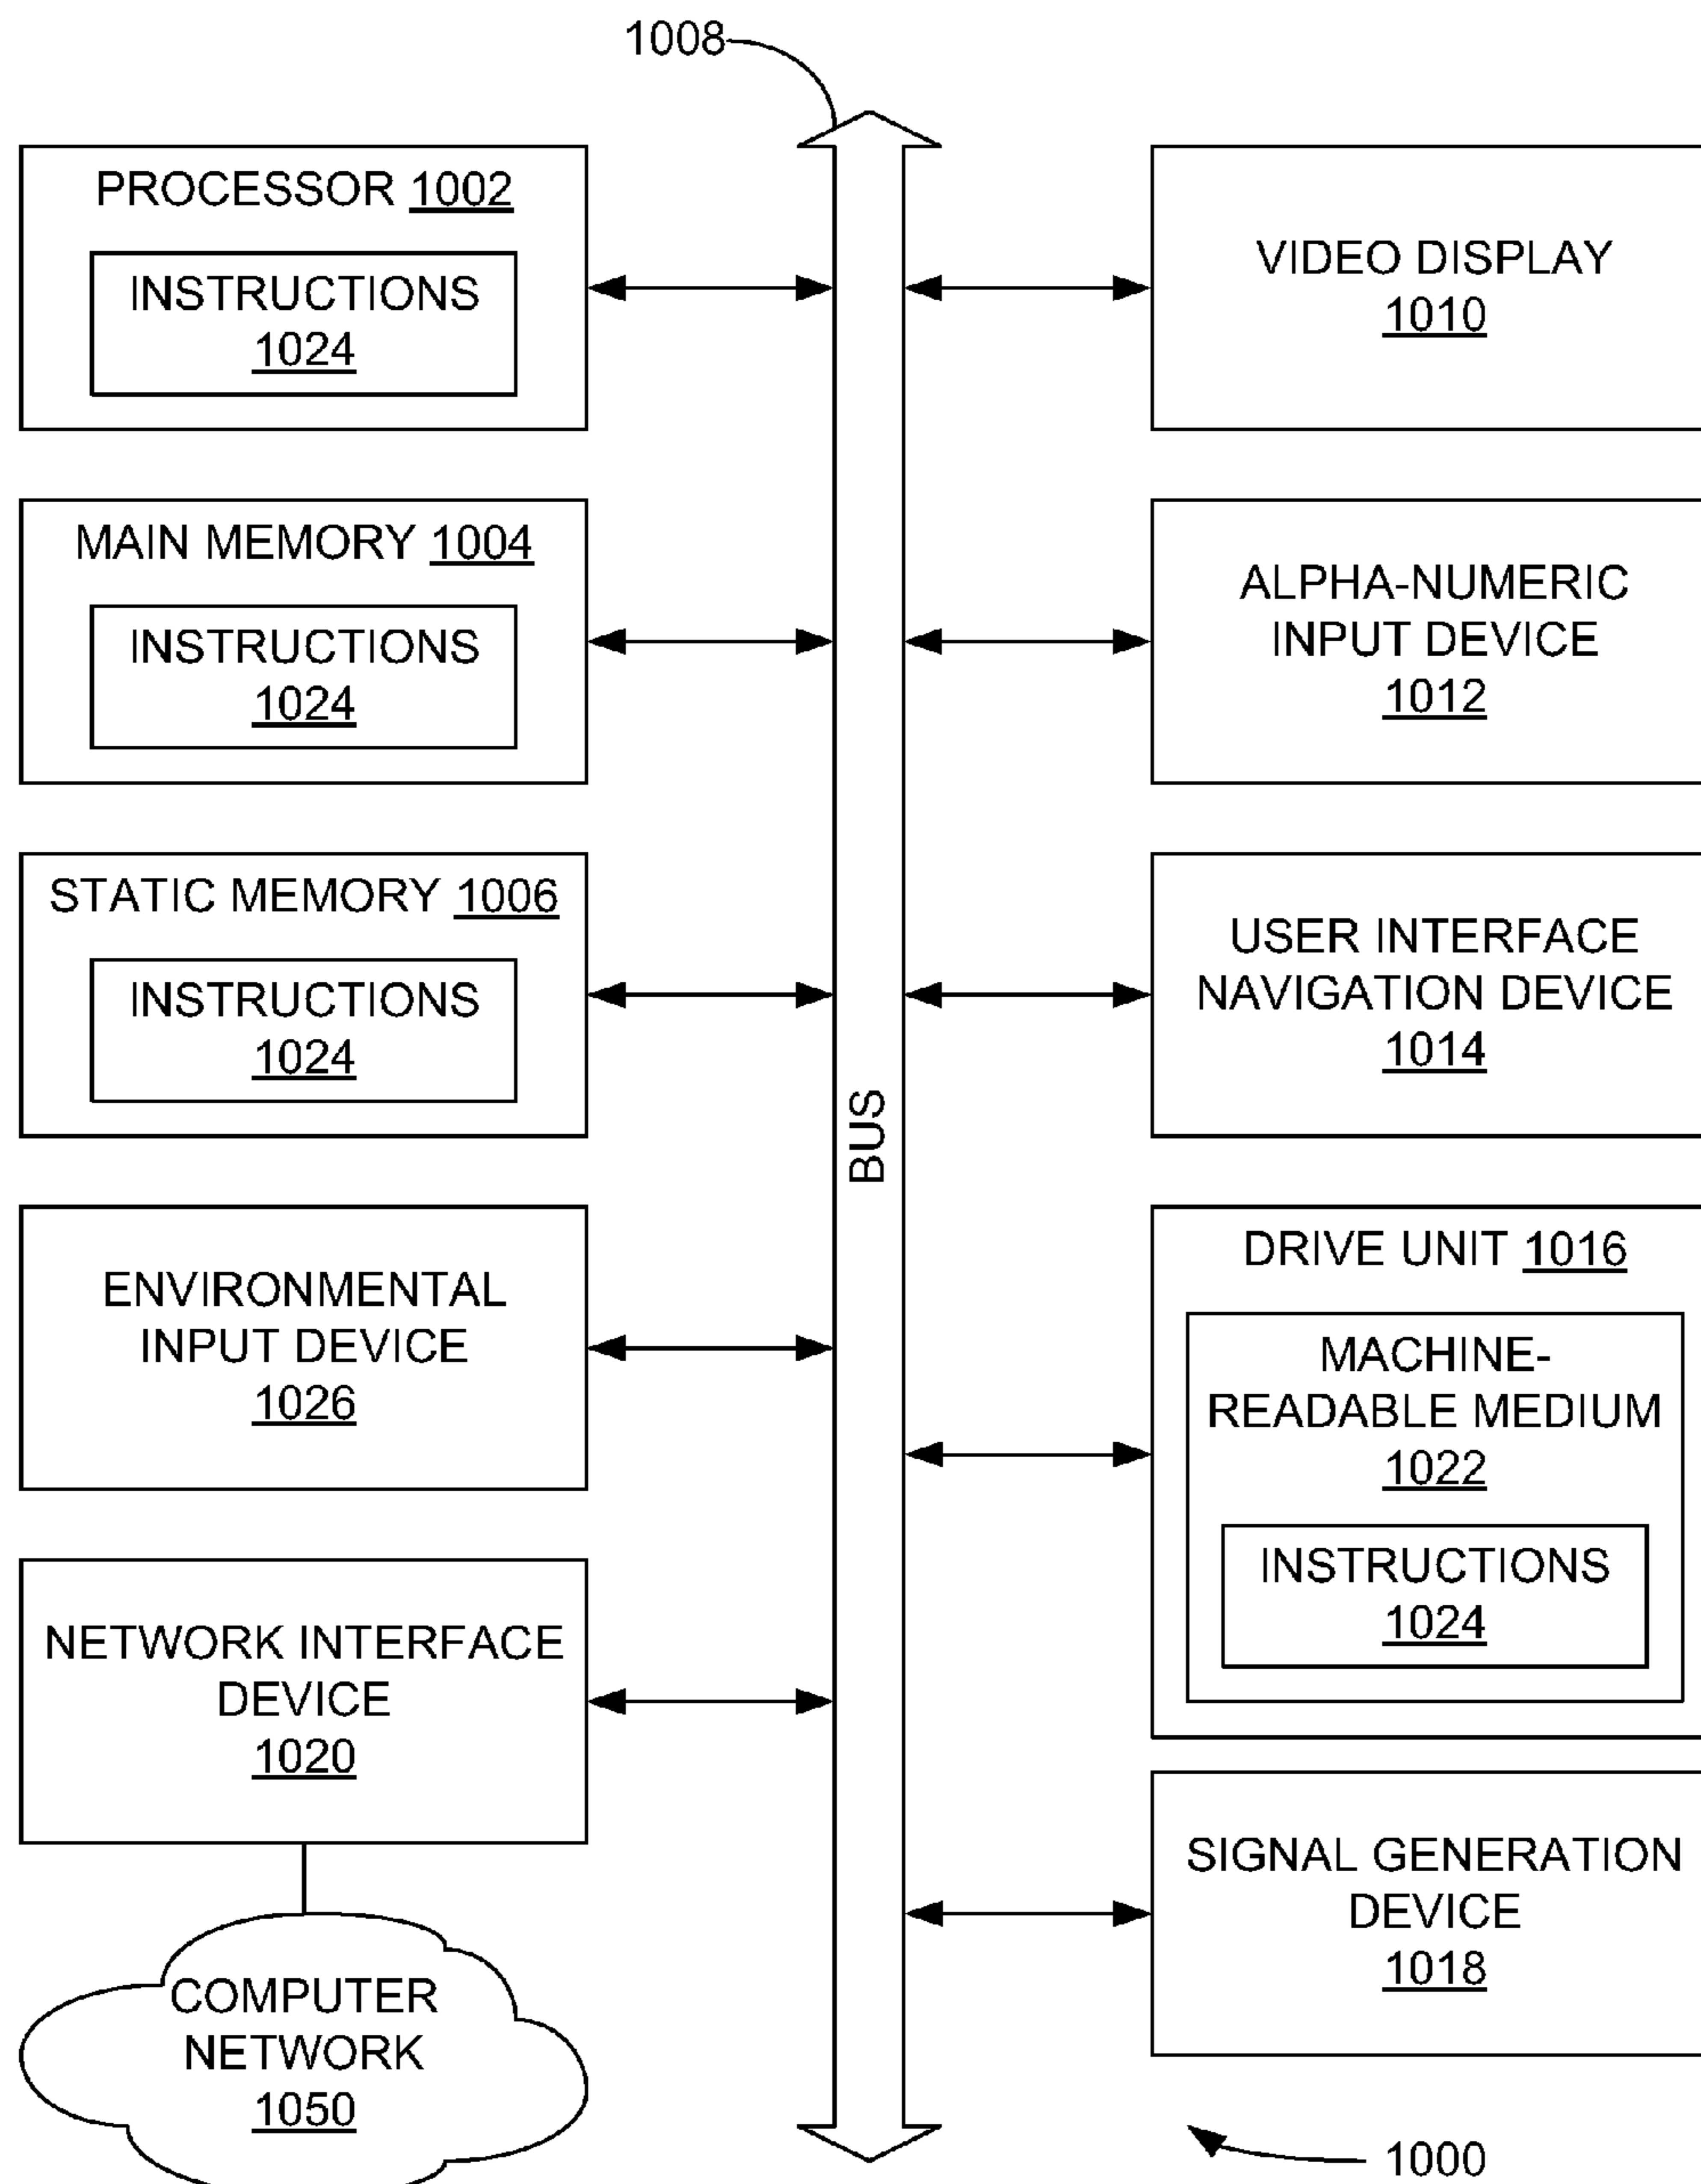 1008
PROCESSOR 1002
INSTRUCTIONS
1024
MAIN MEMORY 1004
INSTRUCTIONS
1024
STATIC MEMORY 1006
INSTRUCTIONS
1024
ENVIRONMENTAL
INPUT DEVICE
1026
NETWORK INTERFACE
DEVICE
1020
COMPUTER
NETWORK
1050
BUS
VIDEO DISPLAY
1010
ALPHA-NUMERIC
INPUT DEVICE
1012
USER INTERFACE
NAVIGATION DEVICE
1014
DRIVE UNIT 1016
MACHINE-
READABLE MEDIUM
1022
INSTRUCTIONS
1024
SIGNAL GENERATION
DEVICE
1018
1000